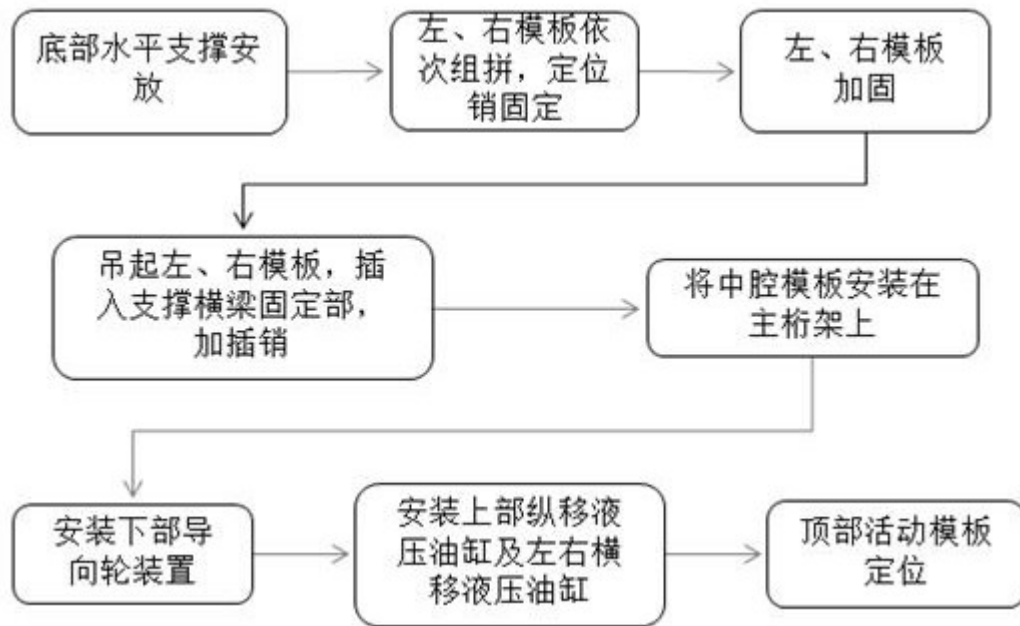 底部水平支撑安
放
左、右模板依
次组拼，定位
销固定
左、右模板
加固
吊起左、右模板，插
入支撑横梁固定部，
加插销
将中腔模板安装在
主桁架上
安装下部导
向轮装置
安装上部纵移液
压油缸及左右横
移液压油缸
顶部活动模板
定位